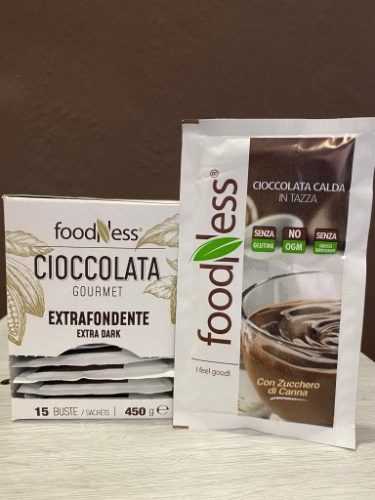 foodNess®
CIOCCOLATA
GOURMET
EXTRAFONDENTE
EXTRA DARK
15 BUSTE / SACHETS 450 g e
foodNess®
I feel good!
CIOCCOLATA CALDA
IN TAZZA
SENZA
GLUTINE
NO
OGM
SENZA
Con Zucchero
di Canna